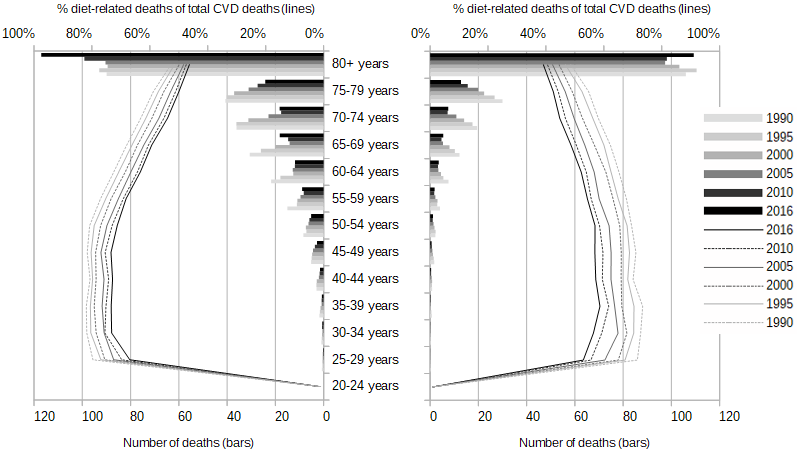 % diet-related deaths of total CVD deaths (lines)
% diet-related deaths of total CVD deaths (lines)
100% 80% 60% 40% 20% 0%
0% 20% 40% 60% 80% 100%
80+ years
75-79 years
70-74 years
65-69 years
60-64 years
55-59 years
50-54 years
45-49 years
40-44 years
35-39 years
30-34 years
25-29 years
20-24 years
1990
1995
2000
2005
2010
2016
2016
2010
2005
2000
1995
1990
120 100 80 60 40 20 0
0 20 40 60 80 100 120
Number of deaths (bars)
Number of deaths (bars)